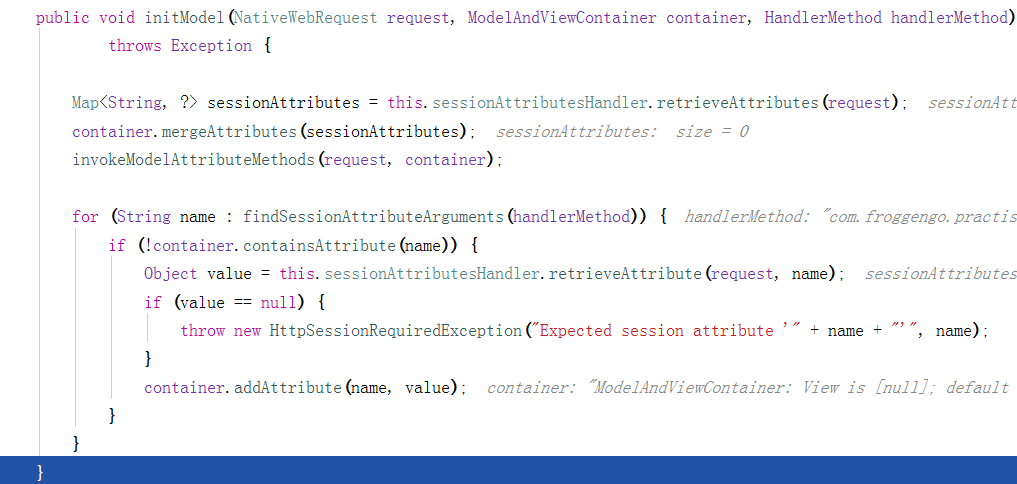 public void initModel(NativeWebRequest request, ModelAndViewContainer container, HandlerMethod handlerMethod)
throws Exception {
Map<String, ?> sessionAttributes = this.sessionAttributesHandler.retrieveAttributes(request);  sessionAtt
container.mergeAttributes(sessionAttributes);  sessionAttributes:  size = 0
invokeModelAttributeMethods(request, container);
for (String name : findSessionAttributeArguments(handlerMethod)) {  handlerMethod: "com.froggengo.practis
if (!container.containsAttribute(name)) {
Object value = this.sessionAttributesHandler.retrieveAttribute(request, name);  sessionAttributes
if (value == null) {
throw new HttpSessionRequiredException("Expected session attribute '" + name + "'", name);
}
container.addAttribute(name, value);  container: "ModelAndViewContainer: View is [null]; default
}
}
}